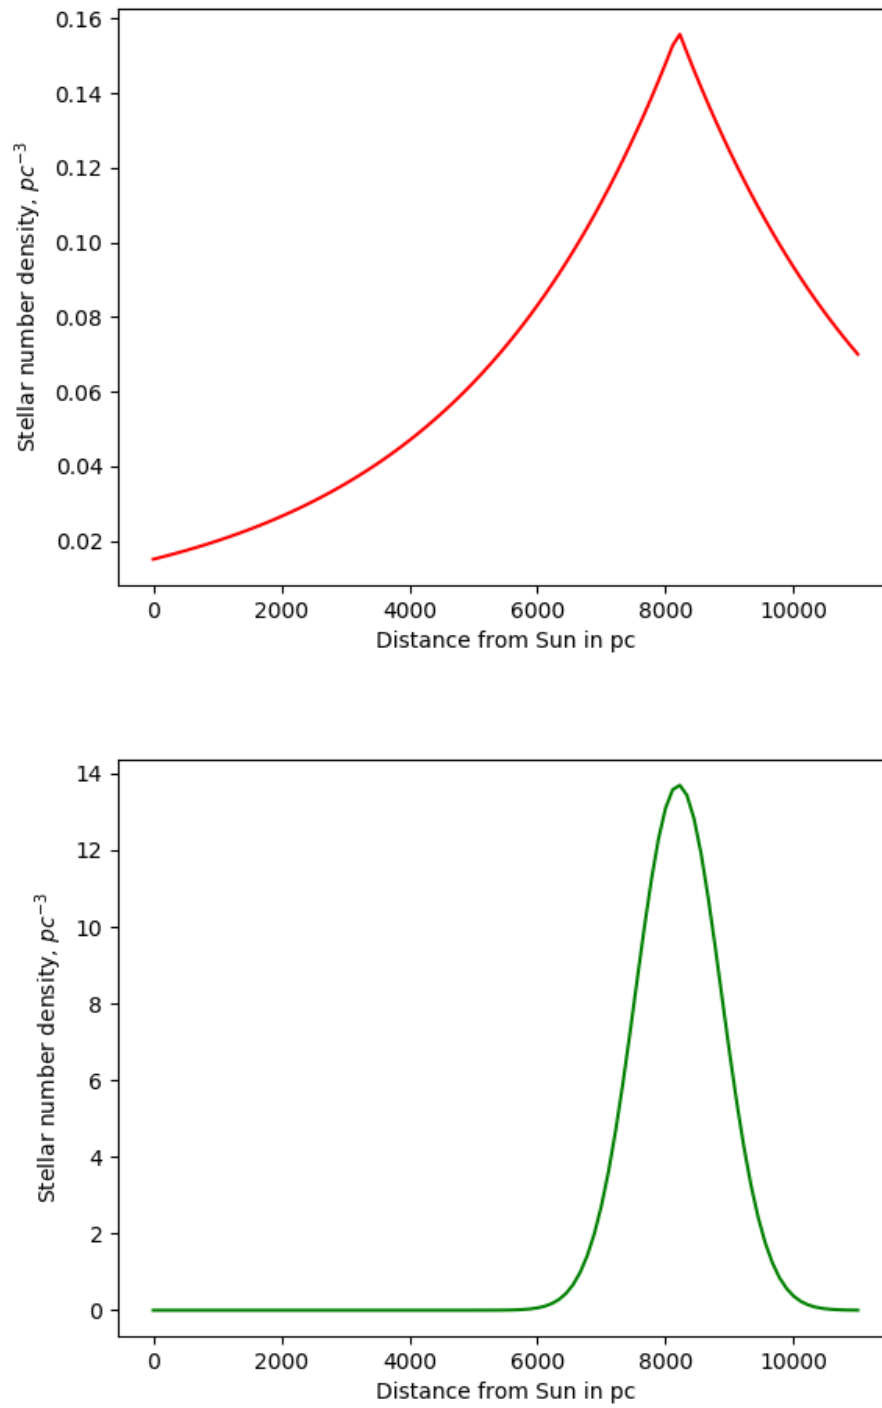 0.16
0.14
0.12
0.10
0.08
0.06
0.04
0.02
Stellar number density, $pc^{-3}$
0 2000 4000 6000 8000 10000
Distance from Sun in pc
14
12
10
8
6
4
2
0
Stellar number density, $pc^{-3}$
0 2000 4000 6000 8000 10000
Distance from Sun in pc